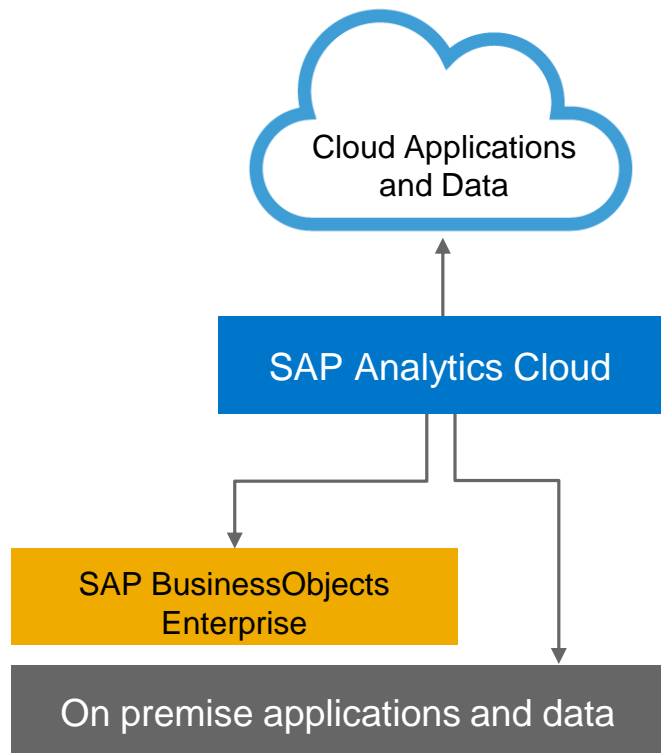 Cloud Applications
and Data
SAP Analytics Cloud
SAP BusinessObjects
Enterprise
On premise applications and data